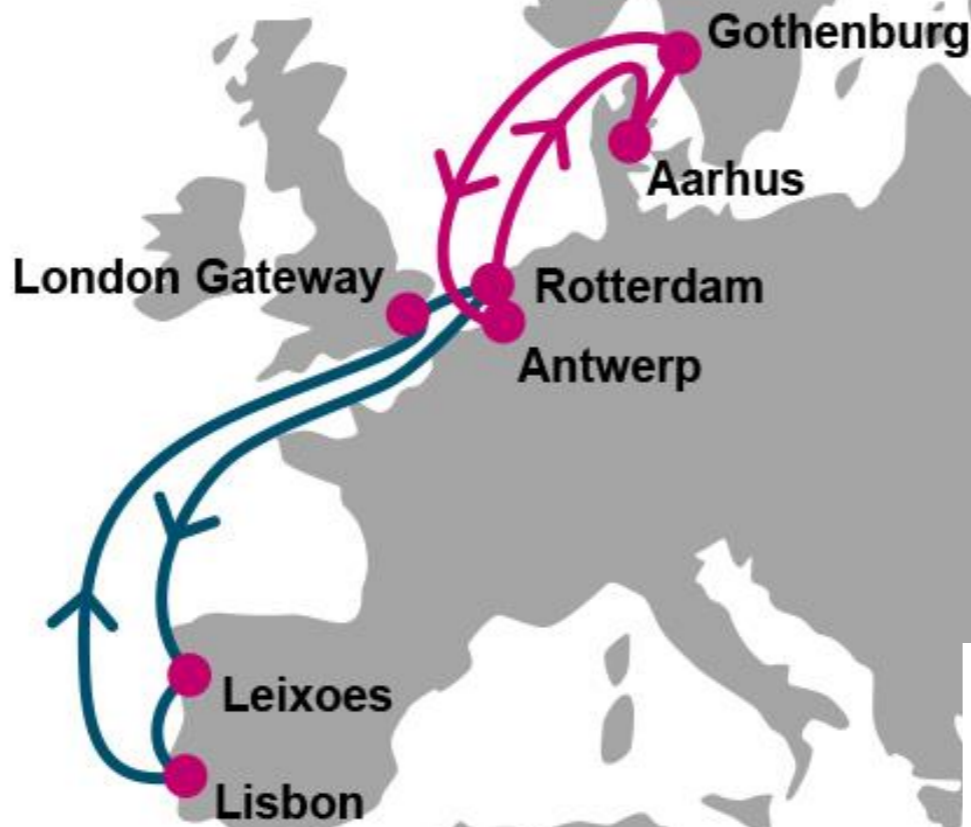 Gothenburg
Aarhus
London Gateway
Rotterdam
Antwerp
Leixoes
Lisbon